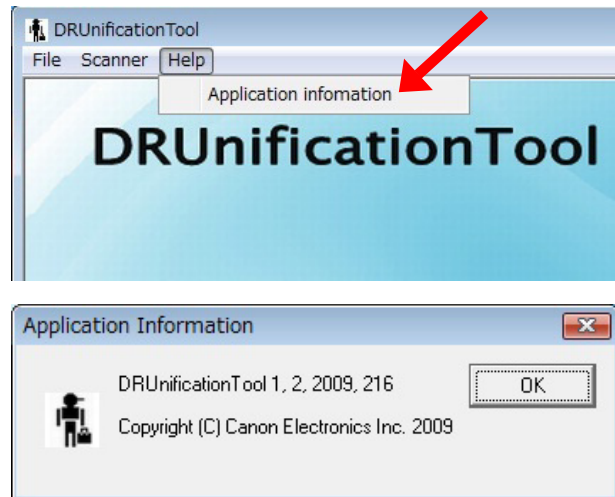 DRUnificationTool
File Scanner Help
Application infomation
DRUnificationTool
Application Information
DRUnificationTool 1, 2, 2009, 216
OK
Copyright (C) Canon Electronics Inc. 2009